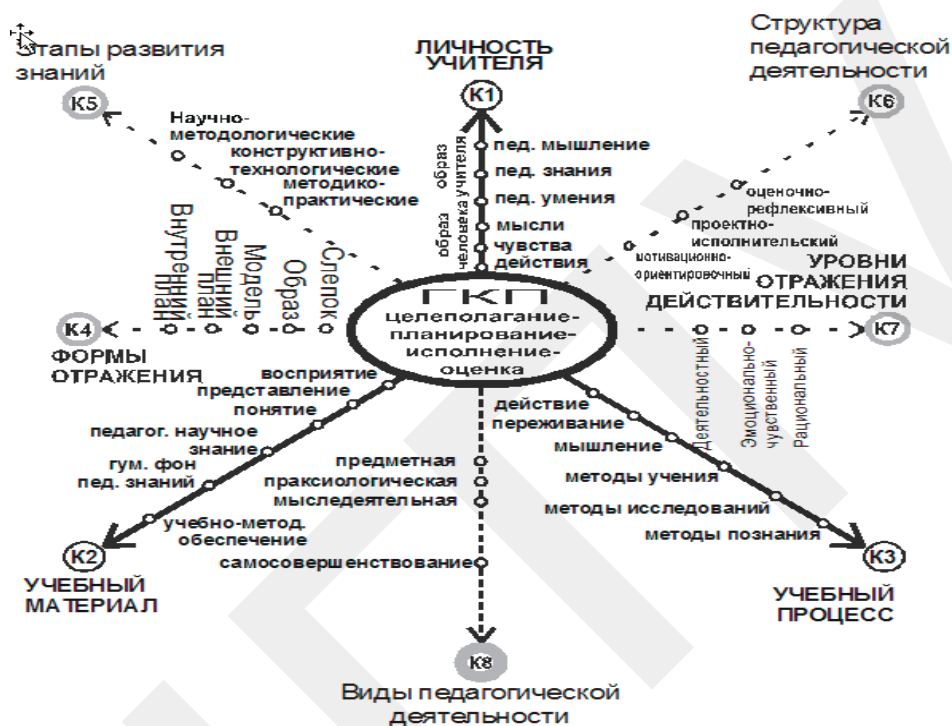 Этапы развития
знаний
К5
ЛИЧНОСТЬ
УЧИТЕЛЯ
К1
Структура
педагогической
деятельности
К6
Научно-
методологические
конструктивно-
технологические
методико-
практические
образ
человека
образ
учителя
пед. мышление
пед. знания
пед. умения
мысли
чувства
действия
оценочно-
рефлексивный
проектно-
исполнительский
мотивационно-
ориентировочный
Внутренний
план
Внешний
план
Модель
Образ
Слепок
К4
ФОРМЫ
ОТРАЖЕНИЯ
ГКП
целеполагание-
планирование-
исполнение-
оценка
УРОВНИ
ОТРАЖЕНИЯ
ДЕЙСТВИТЕЛЬНОСТИ
К7
Деятельностный
Эмоционально-
чувственный
Рациональный
восприятие
представление
понятие
педагог. научное
знание
гум. фон
пед. знаний
учебно-метод.
обеспечение
К2
УЧЕБНЫЙ
МАТЕРИАЛ
предметная
праксиологическая
мыследеятельная
самосовершенствование
К8
Виды педагогической
деятельности
действие
переживание
мышление
методы учения
методы исследований
методы познания
К3
УЧЕБНЫЙ
ПРОЦЕСС